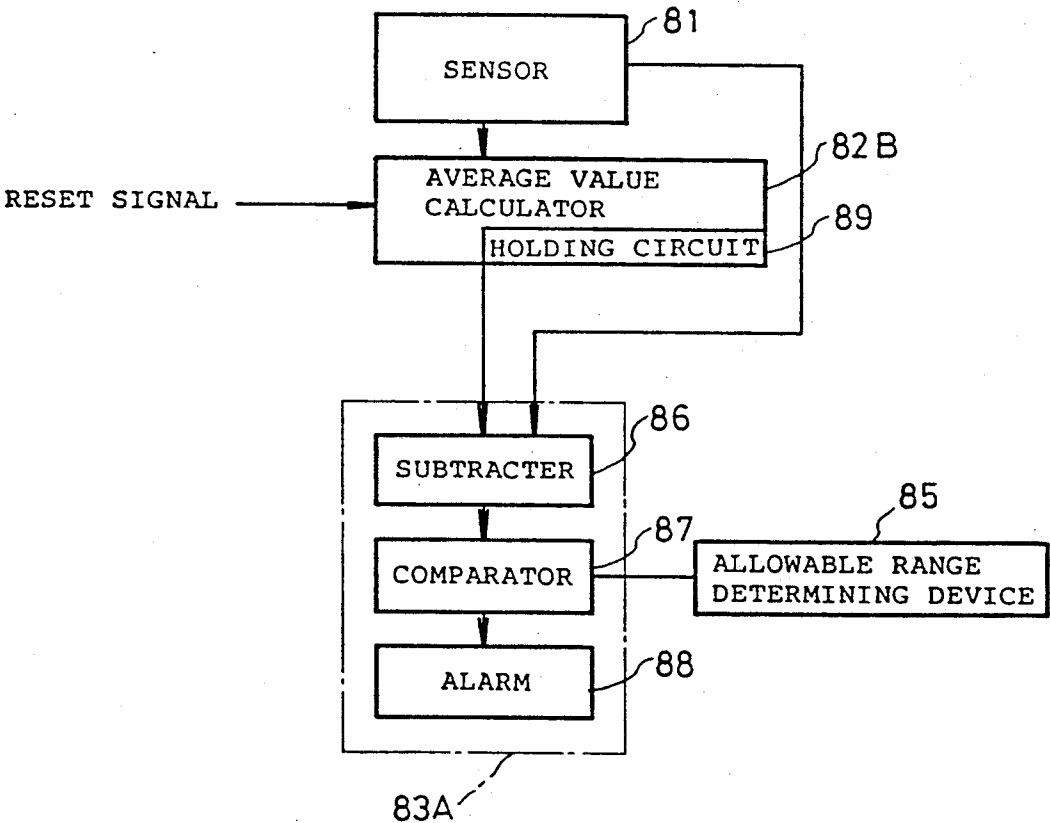 81
SENSOR
82B
AVERAGE VALUE
CALCULATOR
RESET SIGNAL
89
HOLDING CIRCUIT
86
SUBTRACTER
85
87
COMPARATOR
ALLOWABLE RANGE
DETERMINING DEVICE
88
ALARM
83A